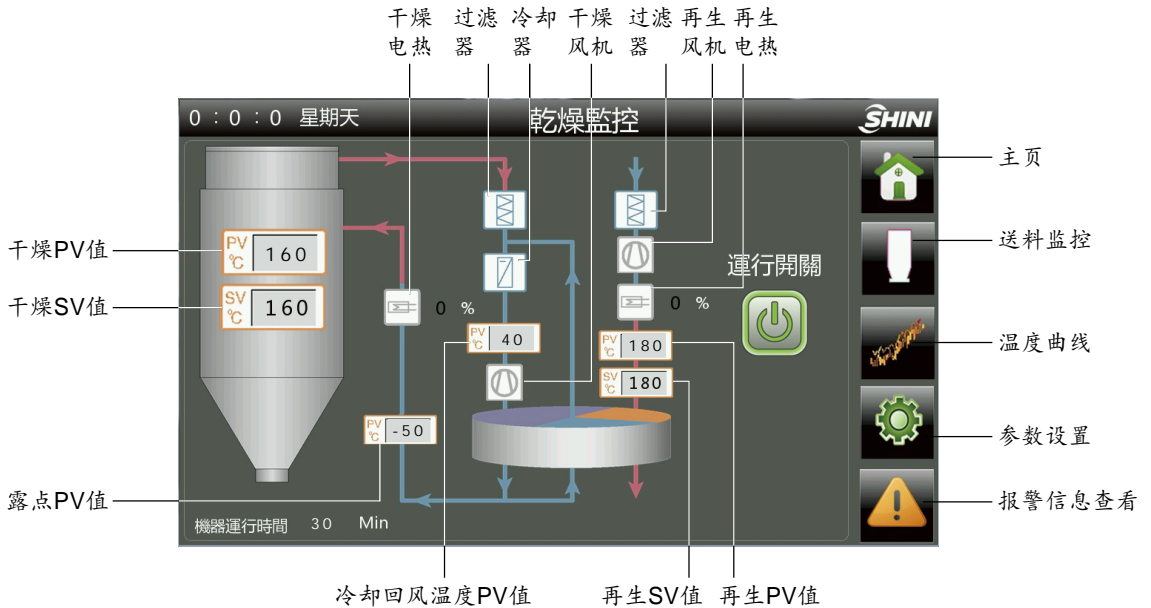 干燥 过滤 冷却 干燥 过滤 再生 再生
电热 器 器 风机 器 风机 电热
0 : 0 : 0 星期天
乾燥監控
SHINI
主页
送料监控
温度曲线
参数设置
报警信息查看
干燥PV值
干燥SV值
露点PV值
PV ℃ 160
SV ℃ 160
0 %
PV ℃ 40
PV ℃ -50
0 %
PV ℃ 180
SV ℃ 180
運行開關
機器運行時間 30 Min
冷却回风温度PV值
再生SV值
再生PV值